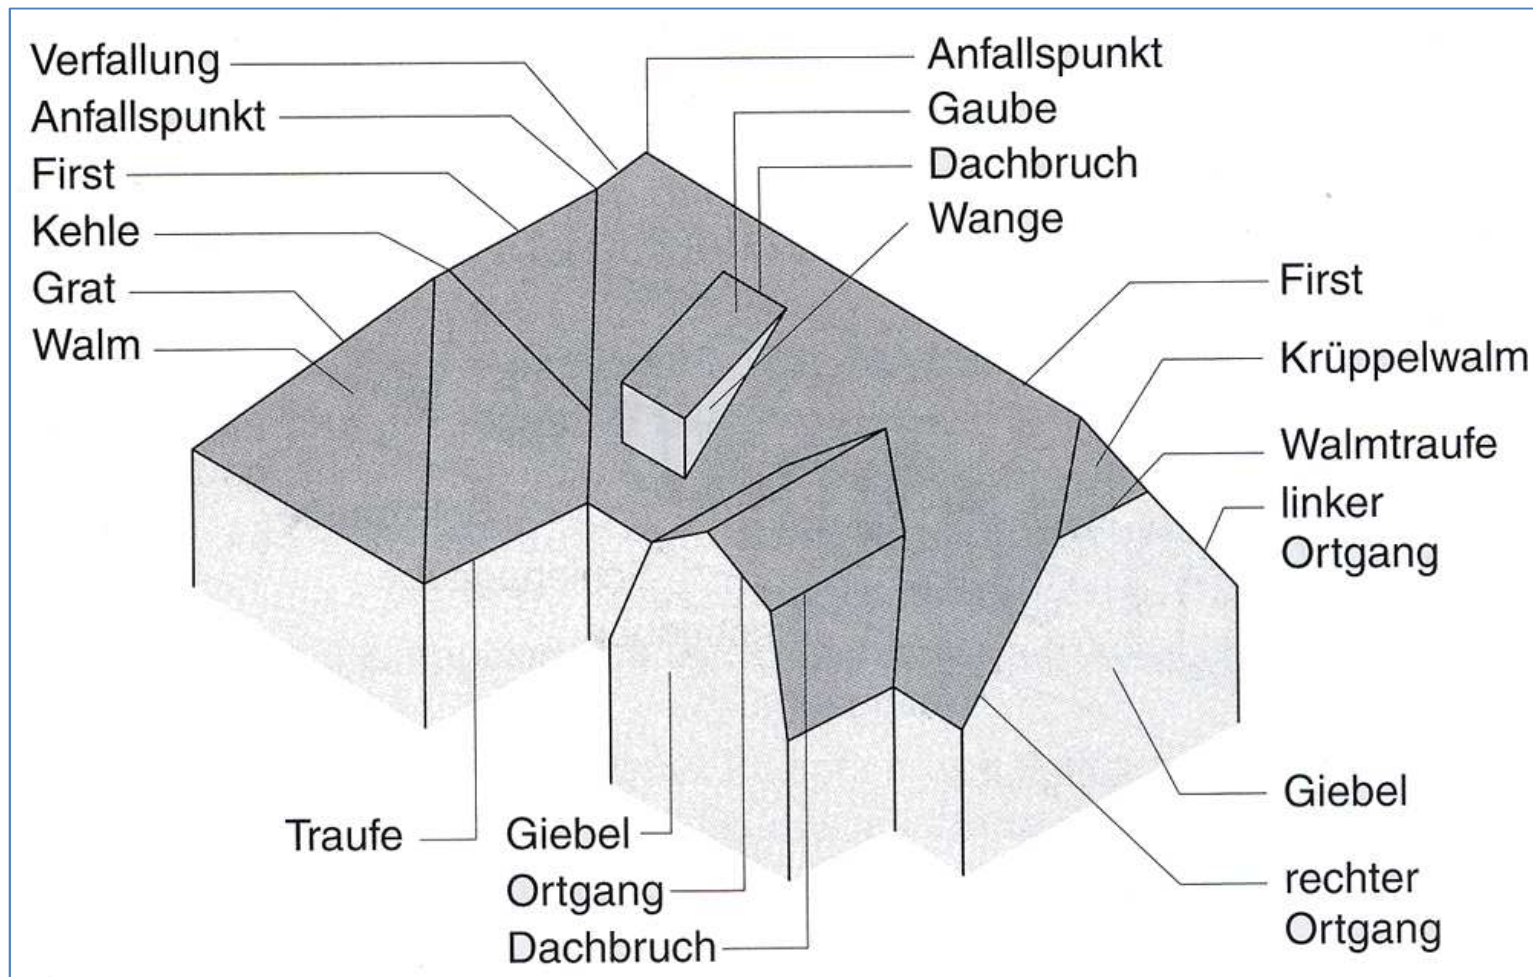 Verfallung
Anfallspunkt
First
Kehle
Grat
Walm
Anfallspunkt
Gaube
Dachbruch
Wange
First
Krüppelwalm
Walmtraufe
linker
Ortgang
Giebel
rechter
Ortgang
Traufe
Giebel
Ortgang
Dachbruch